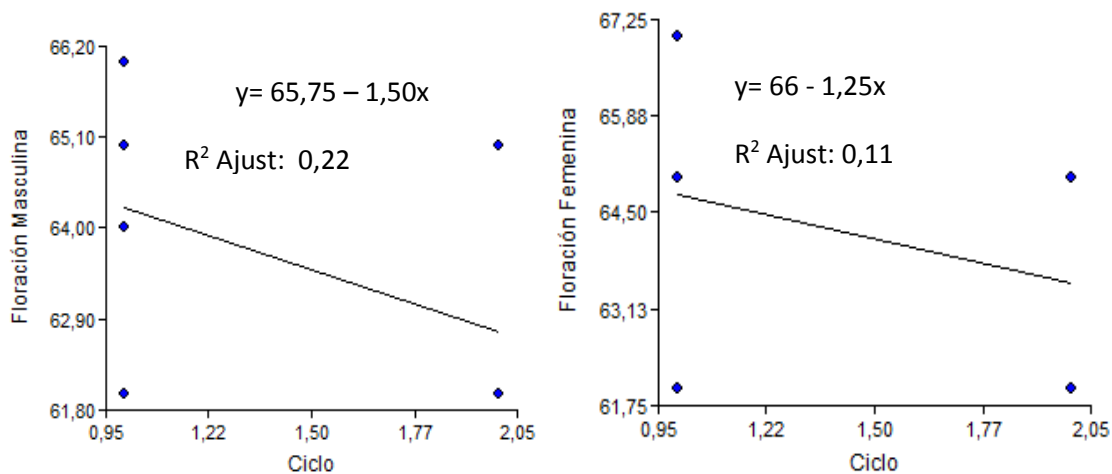 66,20
65,10
64,00
62,90
61,80
Floración Masculina
y= 65,75 – 1,50x
R² Ajust: 0,22
0,95 1,22 1,50 1,77 2,05
Ciclo
67,25
65,88
64,50
63,13
61,75
Floración Femenina
y= 66 - 1,25x
R² Ajust: 0,11
0,95 1,22 1,50 1,77 2,05
Ciclo